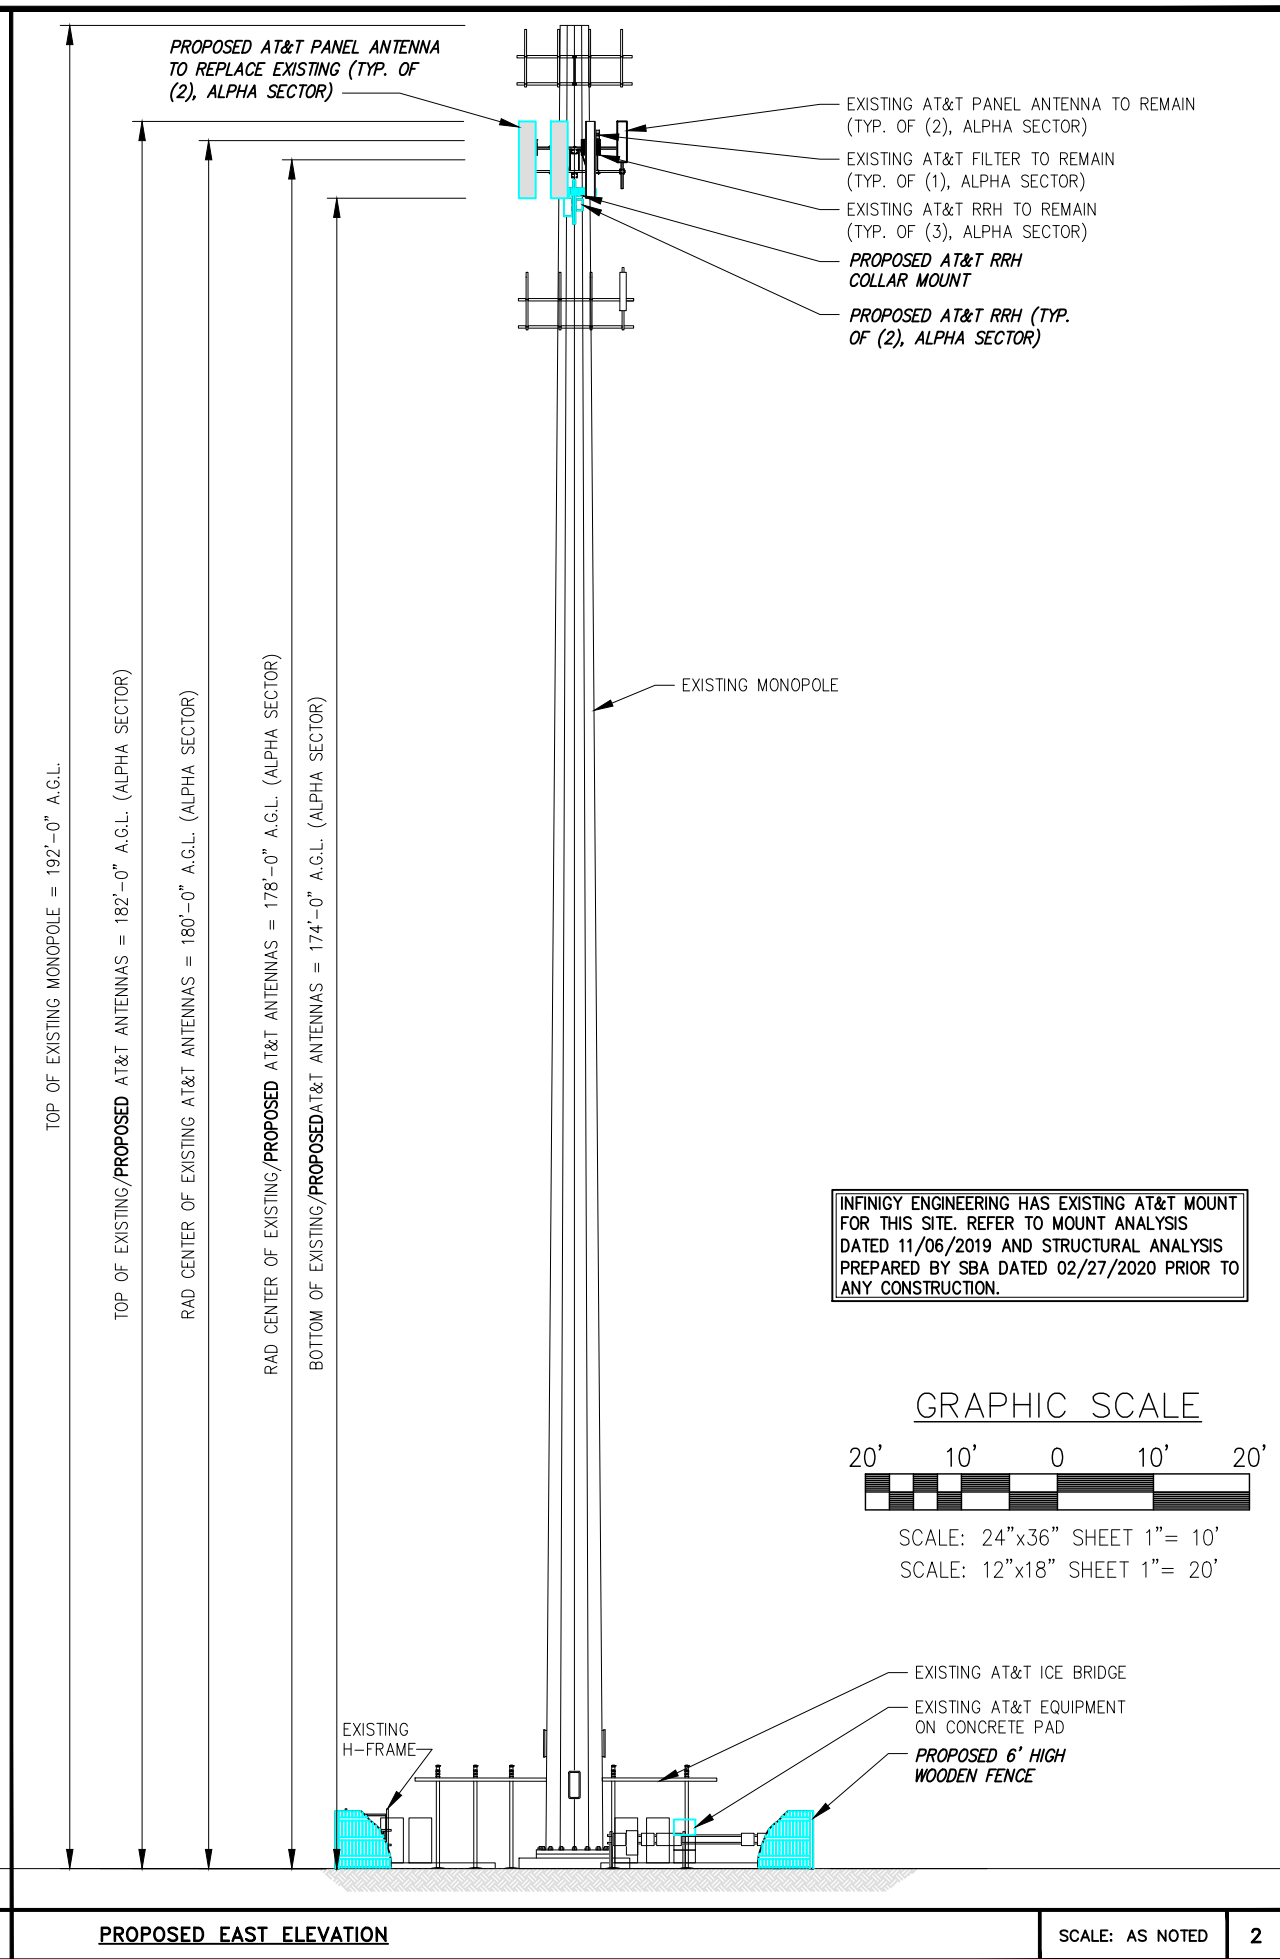 PROPOSED AT&T PANEL ANTENNA
TO REPLACE EXISTING (TYP. OF
(2), ALPHA SECTOR)
EXISTING AT&T PANEL ANTENNA TO REMAIN
(TYP. OF (2), ALPHA SECTOR)
EXISTING AT&T FILTER TO REMAIN
(TYP. OF (1), ALPHA SECTOR)
EXISTING AT&T RRH TO REMAIN
(TYP. OF (3), ALPHA SECTOR)
PROPOSED AT&T RRH
COLLAR MOUNT
PROPOSED AT&T RRH (TYP.
OF (2), ALPHA SECTOR)
EXISTING MONOPOLE
TOP OF EXISTING MONOPOLE = 192'-0" A.G.L.
TOP OF EXISTING/PROPOSED AT&T ANTENNAS = 182'-0" A.G.L. (ALPHA SECTOR)
RAD CENTER OF EXISTING AT&T ANTENNAS = 180'-0" A.G.L. (ALPHA SECTOR)
RAD CENTER OF EXISTING/PROPOSED AT&T ANTENNAS = 178'-0" A.G.L. (ALPHA SECTOR)
BOTTOM OF EXISTING/PROPOSEDAT&T ANTENNAS = 174'-0" A.G.L. (ALPHA SECTOR)
INFINIGY ENGINEERING HAS EXISTING AT&T MOUNT
FOR THIS SITE. REFER TO MOUNT ANALYSIS
DATED 11/06/2019 AND STRUCTURAL ANALYSIS
PREPARED BY SBA DATED 02/27/2020 PRIOR TO
ANY CONSTRUCTION.
GRAPHIC SCALE
20' 10' 0 10' 20'
SCALE: 24"x36" SHEET 1"= 10'
SCALE: 12"x18" SHEET 1"= 20'
EXISTING AT&T ICE BRIDGE
EXISTING AT&T EQUIPMENT
ON CONCRETE PAD
PROPOSED 6' HIGH
WOODEN FENCE
EXISTING
H-FRAME
PROPOSED EAST ELEVATION
SCALE: AS NOTED
2